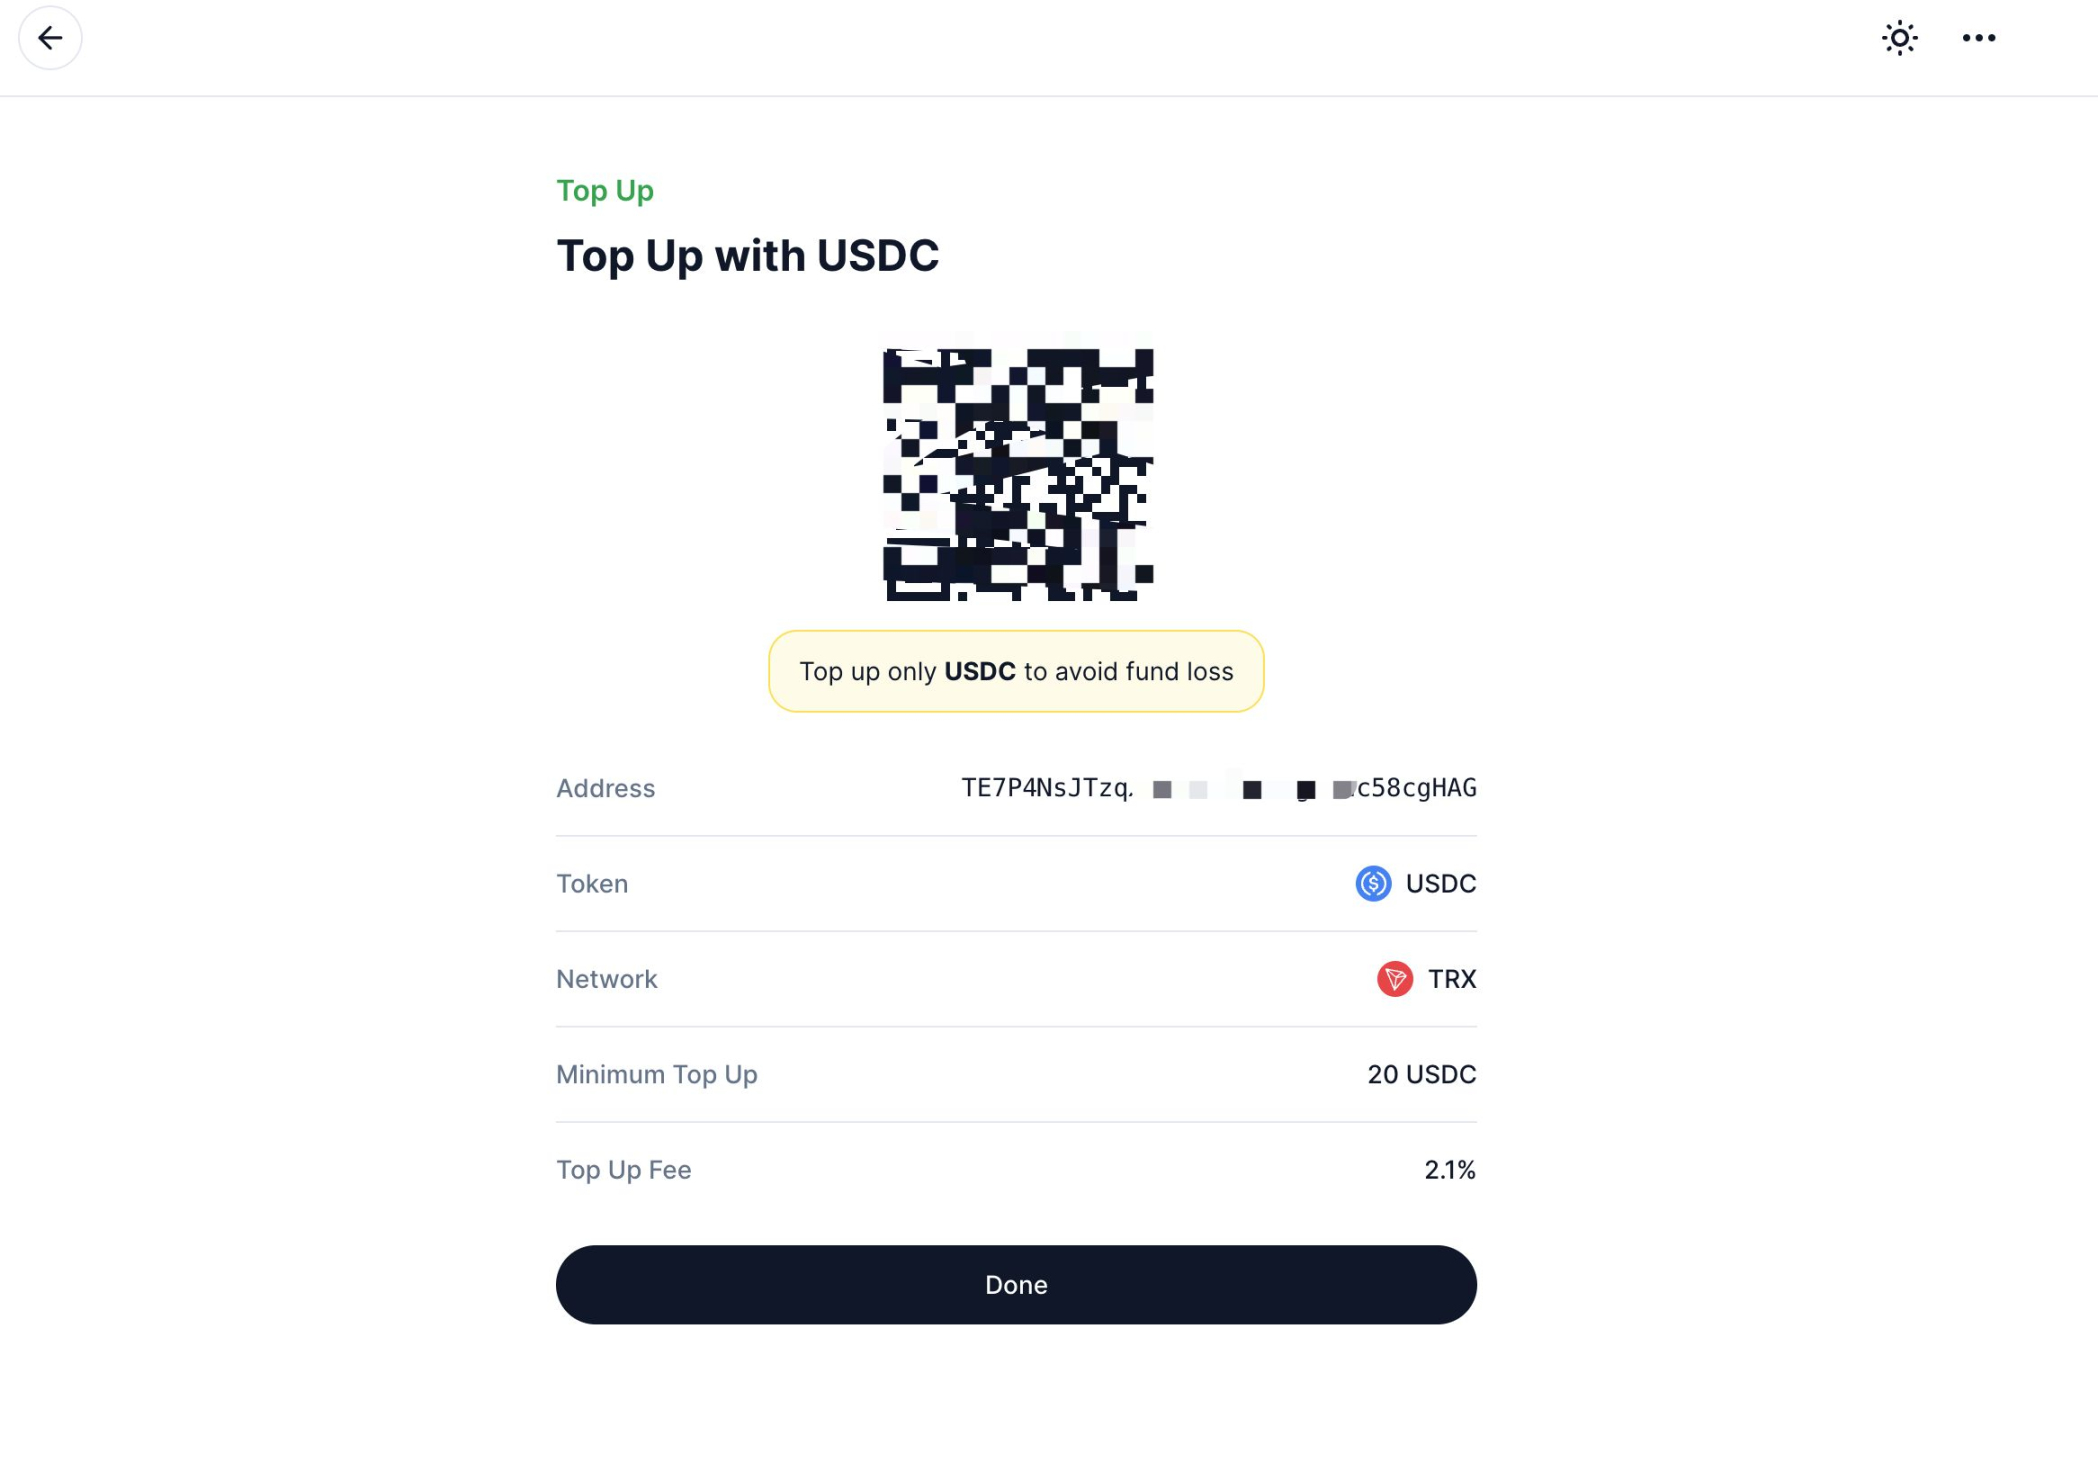 Top Up
Top Up with USDC
Top up only USDC to avoid fund loss
Address TE7P4NsJTzq c58cgHAG
Token USDC
Network TRX
Minimum Top Up 20 USDC
Top Up Fee 2.1%
Done